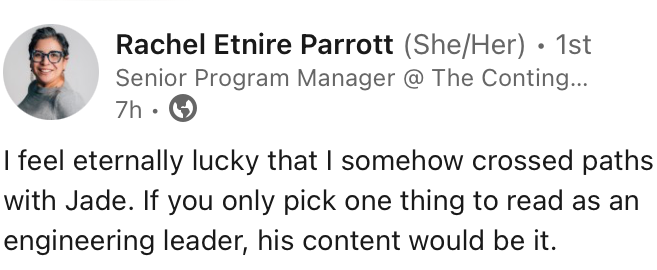 Rachel Etnire Parrott (She/Her) • 1st
Senior Program Manager @ The Conting...
7h •
I feel eternally lucky that I somehow crossed paths
with Jade. If you only pick one thing to read as an
engineering leader, his content would be it.